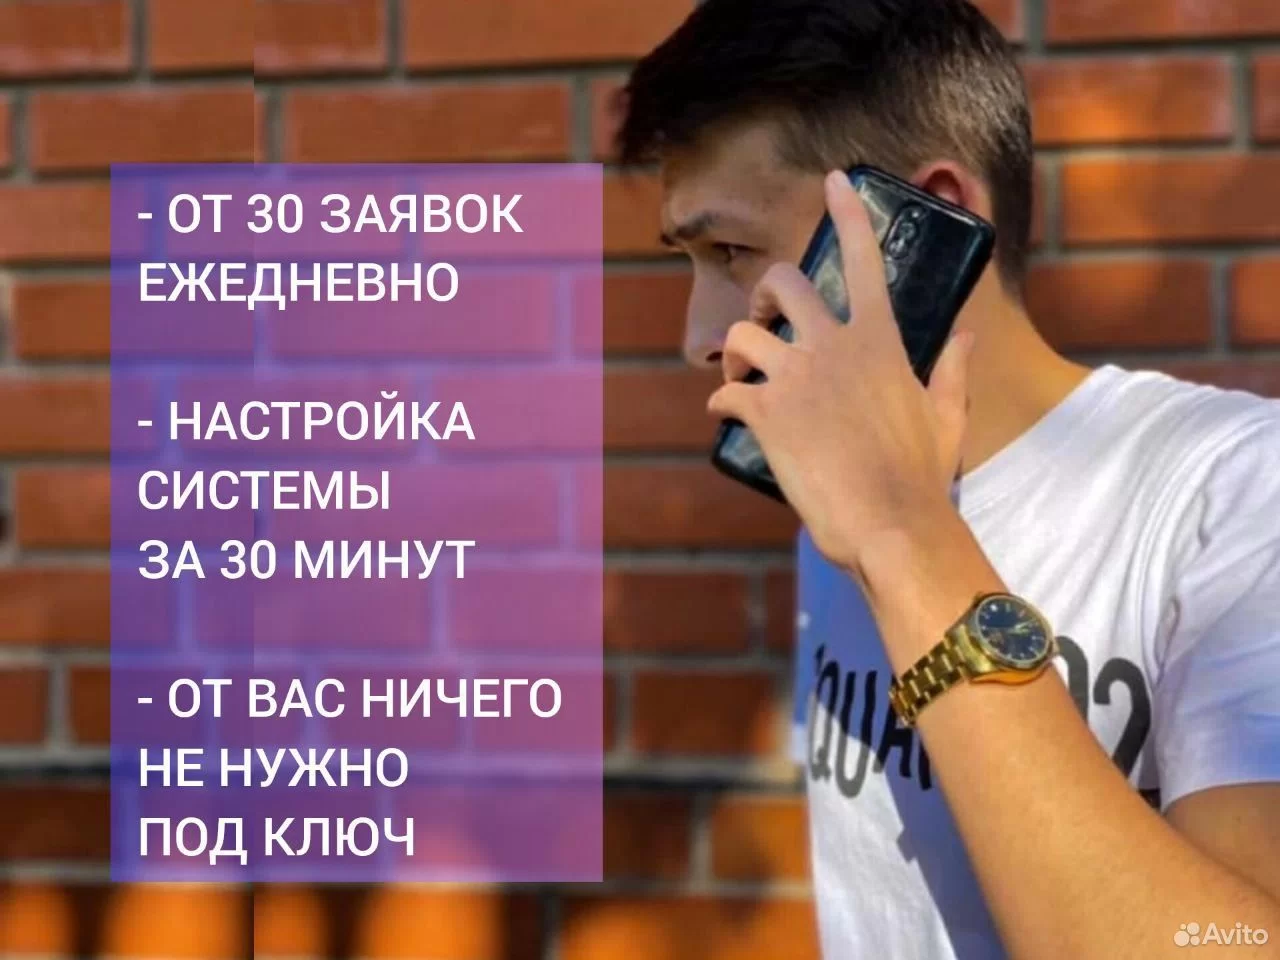 - ОТ 30 ЗАЯВОК
ЕЖЕДНЕВНО
- НАСТРОЙКА
СИСТЕМЫ
ЗА 30 МИНУТ
- ОТ ВАС НИЧЕГО
НЕ НУЖНО
ПОД КЛЮЧ
Avito